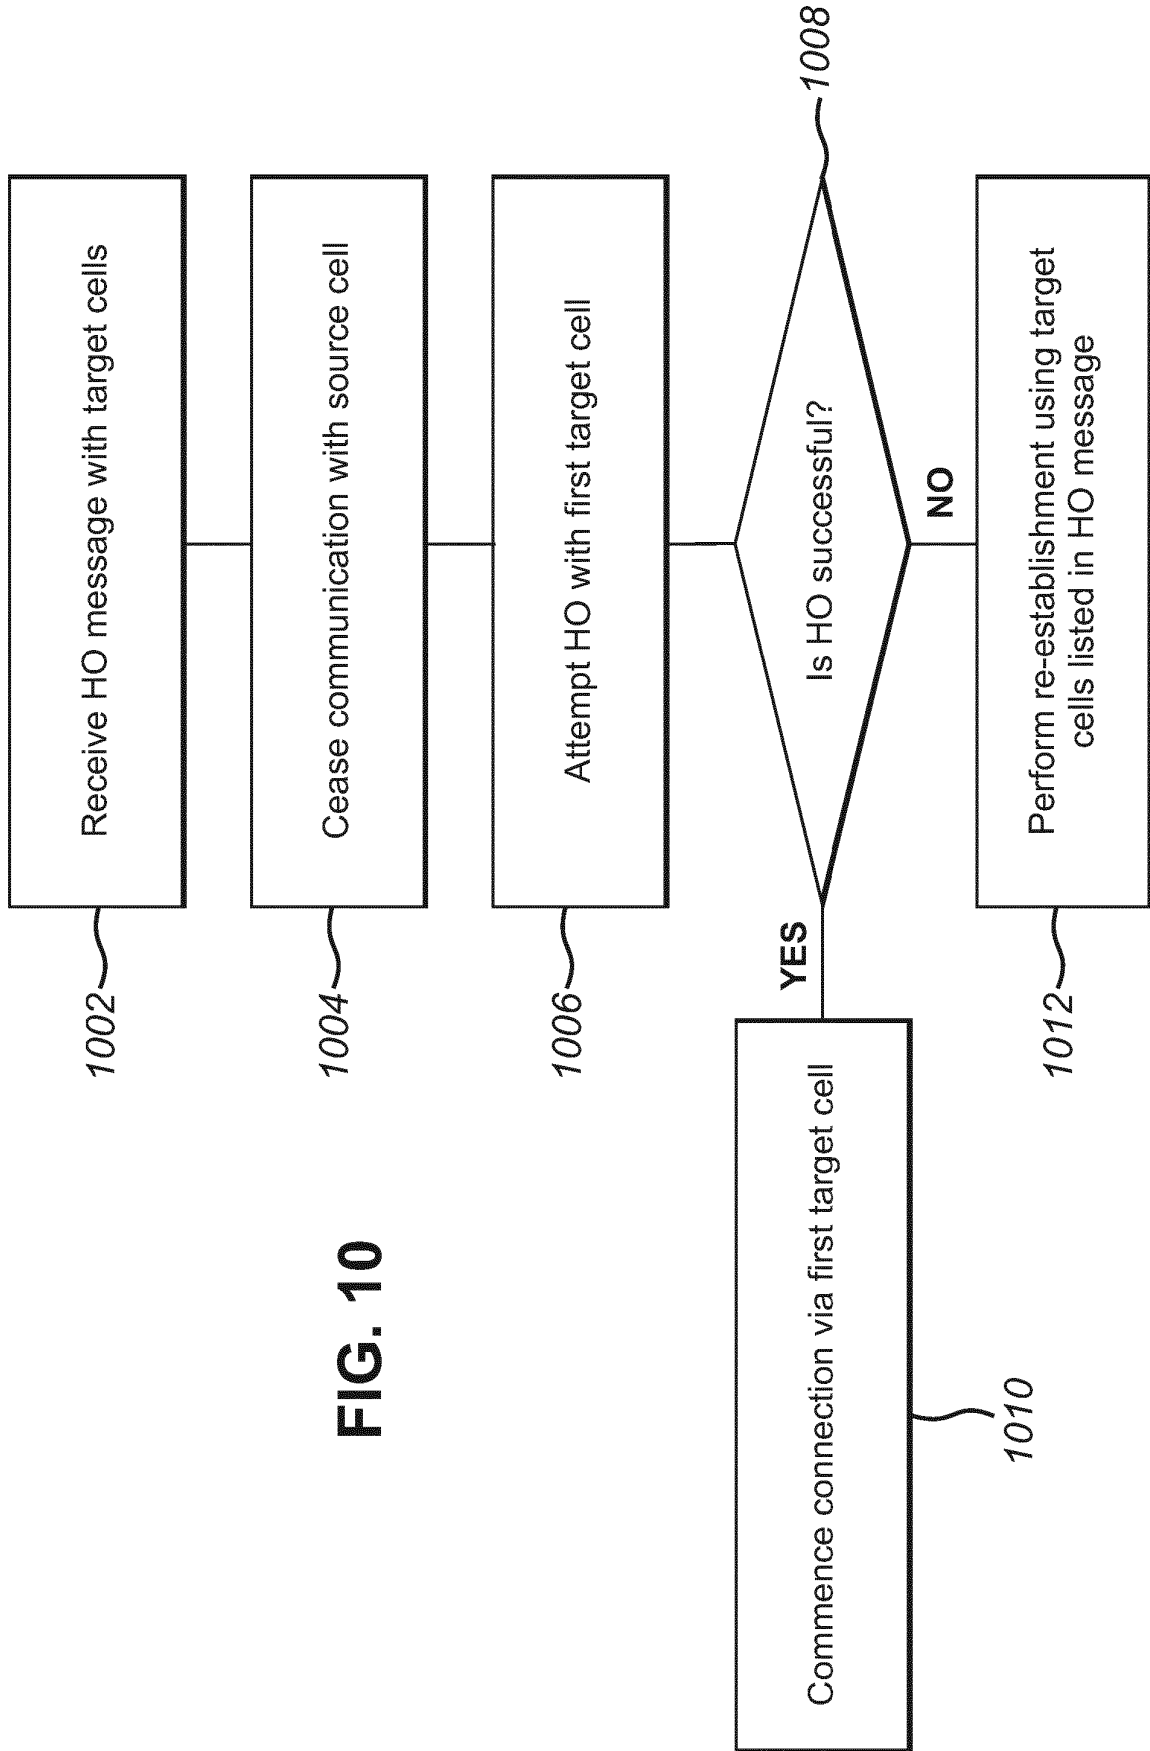 1002
Receive HO message with target cells
1004
Cease communication with source cell
1006
Attempt HO with first target cell
1008
Is HO successful?
YES
NO
Commence connection via first target cell
1010
1012
Perform re-establishment using target
cells listed in HO message
FIG. 10